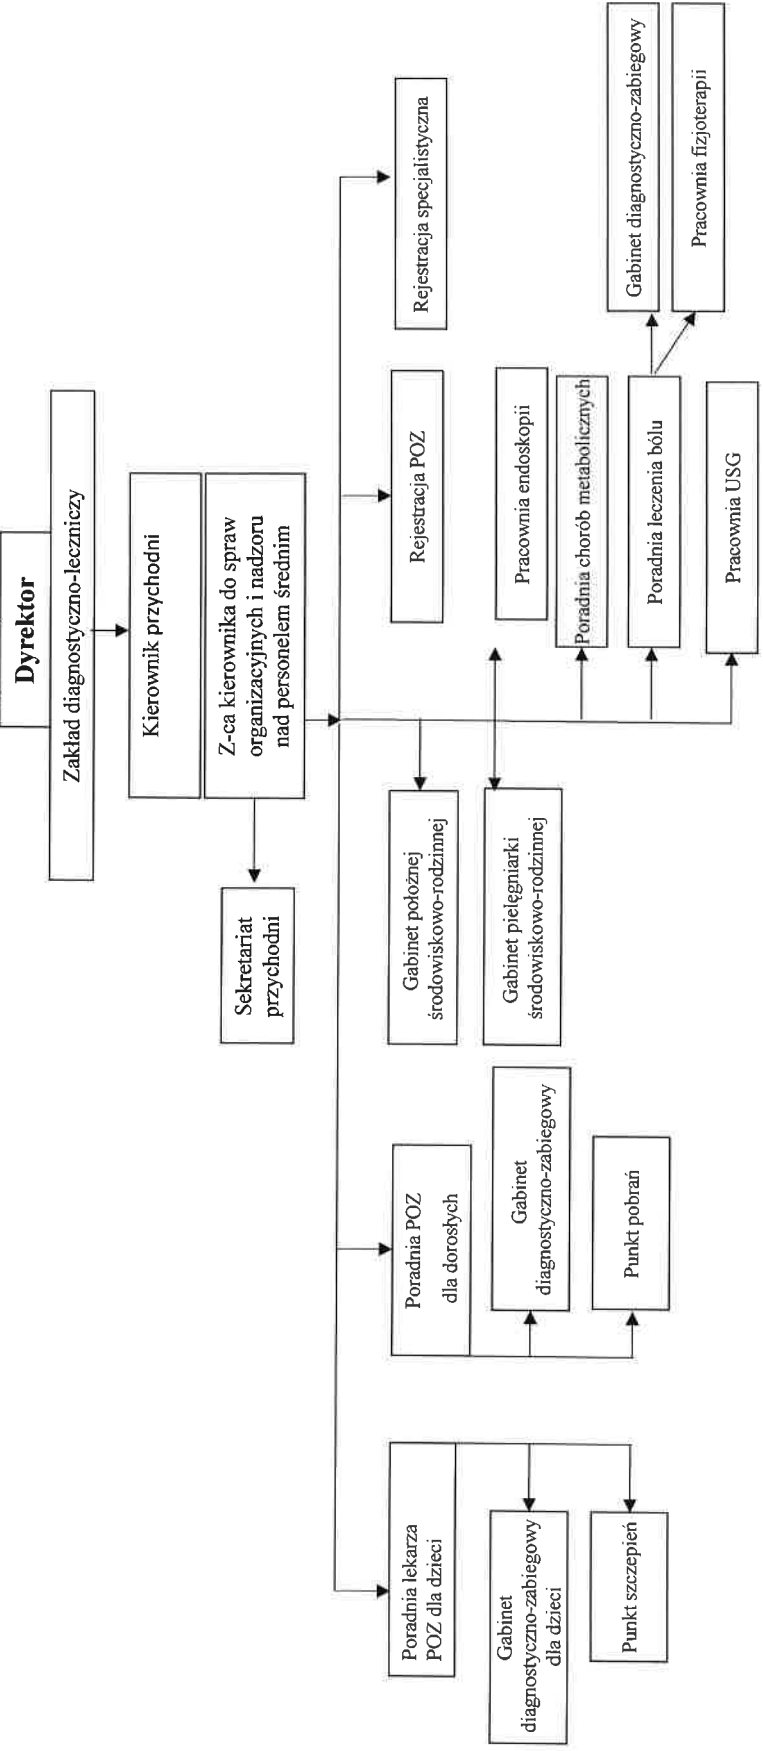 Dyrektor
Zakład diagnostyczno-leczniczy
Kierownik przychodni
Z-ca kierownika do spraw
organizacyjnych i nadzoru
nad personelem średnim
Sekretariat
przychodni
Poradnia lekarza
POZ dla dzieci
Gabinet
diagnostyczno-zabiegowy
dla dzieci
Punkt szczepień
Poradnia POZ
dla dorosłych
Gabinet
diagnostyczno-zabiegowy
Punkt pobrań
Gabinet położnej
środowiskowo-rodzinnej
Gabinet pielęgniarki
środowiskowo-rodzinnej
Rejestracja POZ
Rejestracja specjalistyczna
Pracownia endoskopii
Poradnia chorób metabolicznych
Poradnia leczenia bólu
Pracownia USG
Gabinet diagnostyczno-zabiegowy
Pracownia fizjoterapii